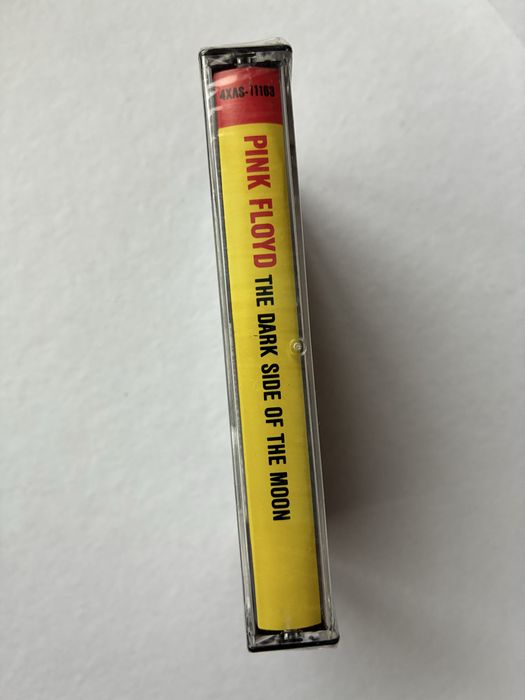 4XAS-11163
PINK FLOYD THE DARK SIDE OF THE MOON